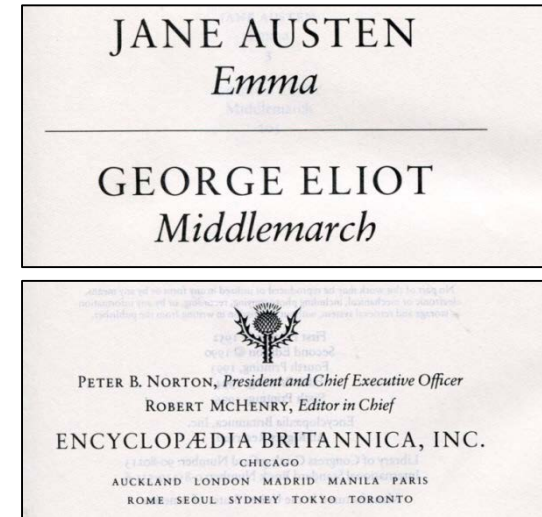 JANE AUSTEN
Emma
GEORGE ELIOT
Middlemarch
PETER B. NORTON, President and Chief Executive Officer
ROBERT MCHENRY, Editor in Chief
ENCYCLOPÆDIA BRITANNICA, INC.
CHICAGO
AUCKLAND LONDON MADRID MANILA PARIS
ROME SEOUL SYDNEY TOKYO TORONTO